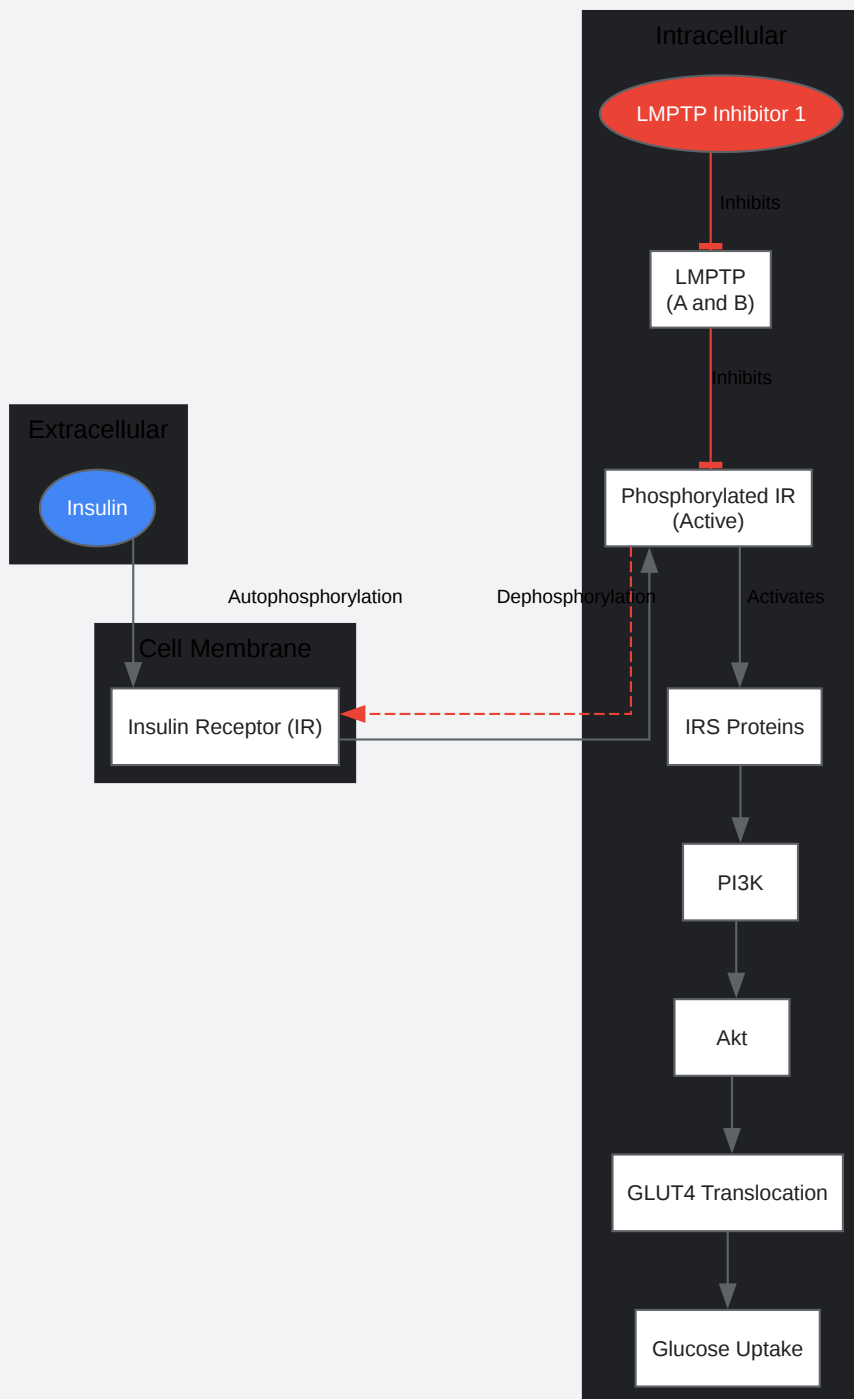 Intracellular
LMPTP Inhibitor 1
Inhibits
LMPTP
(A and B)
Inhibits
Extracellular
Insulin
Phosphorylated IR
(Active)
Autophosphorylation
Dephosphorylation
Activates
Cell Membrane
Insulin Receptor (IR)
IRS Proteins
PI3K
Akt
GLUT4 Translocation
Glucose Uptake